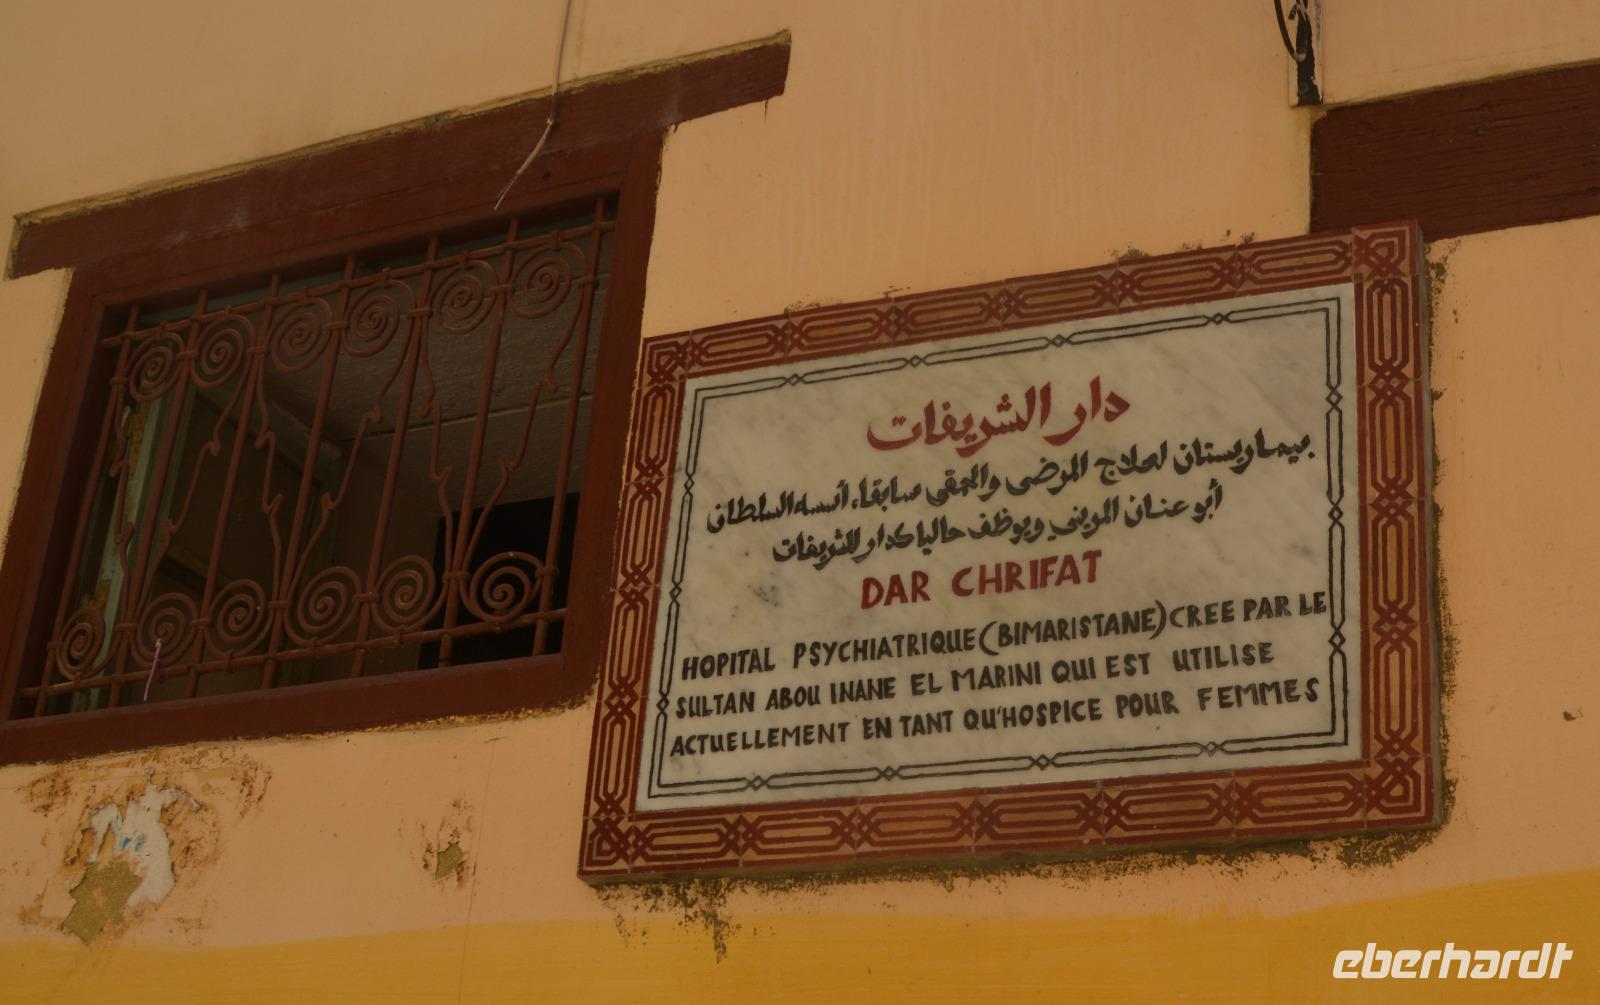 دار الشريفات
بيمارستان لعلاج المرضى والحمقى سابقا، أسسه السلطان
أبو عنان المريني ويوظف حاليا كدار للشريفات
DAR CHRIFAT
HOPITAL PSYCHIATRIQUE (BIMARISTANE) CREE PAR LE
SULTAN ABOU INANE EL MARINI QUI EST UTILISE
ACTUELLEMENT EN TANT QU'HOSPICE POUR FEMMES
eberhardt